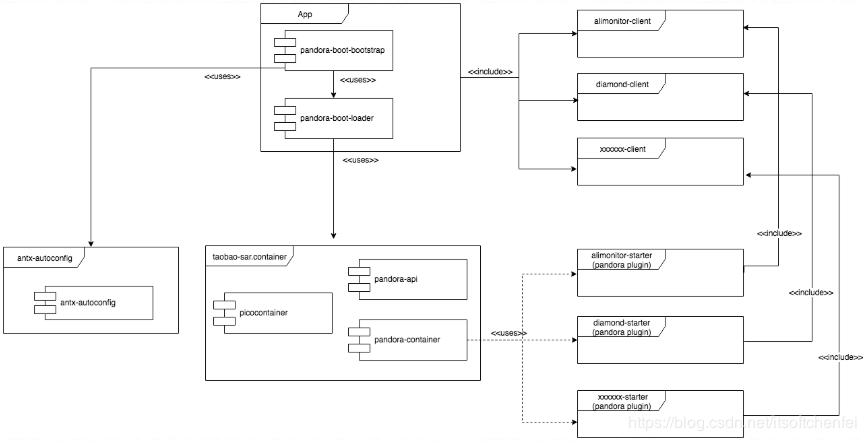 App
pandora-boot-bootstrap
<<uses>>
<<uses>>
pandora-boot-loader
<<uses>>
<<include>>
alimonitor-client
diamond-client
xxxxxx-client
<<include>>
<<include>>
<<include>>
antx-autoconfig
antx-autoconfig
taobao-sar.container
pandora-api
picocontainer
pandora-container
<<uses>>
alimonitor-starter
(pandora plugin)
diamond-starter
(pandora plugin)
xxxxxx-starter
(pandora plugin)
https://blog.csdn.net/itsoftchenfei